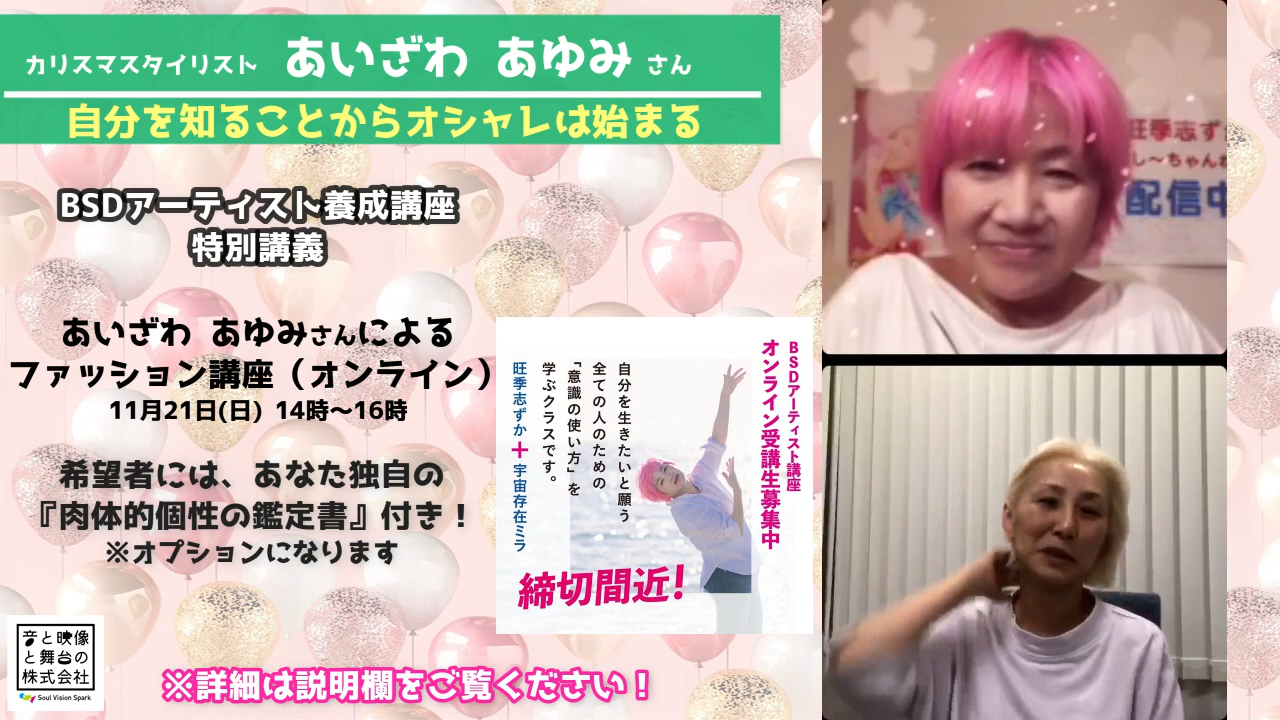 カリスマスタイリスト あいざわ あゆみ さん
自分を知ることからオシャレは始まる
BSDアーティスト養成講座
特別講義
あいざわ あゆみさんによる
ファッション講座（オンライン）
11月21日(日) 14時～16時
希望者には、あなた独自の
『肉体的個性の鑑定書』付き！
※オプションになります
BSDアーティスト講座
オンライン受講生募集中
自分を生きたいと願う
全ての人のための
「意識の使い方」を
学ぶクラスです。
旺季志ずか＋宇宙存在ミラ
締切間近!
音と映像
と舞台の
株式会社
Soul Vision Spark
※詳細は説明欄をご覧ください！
旺季志ず
し～ちゃんね
配信中